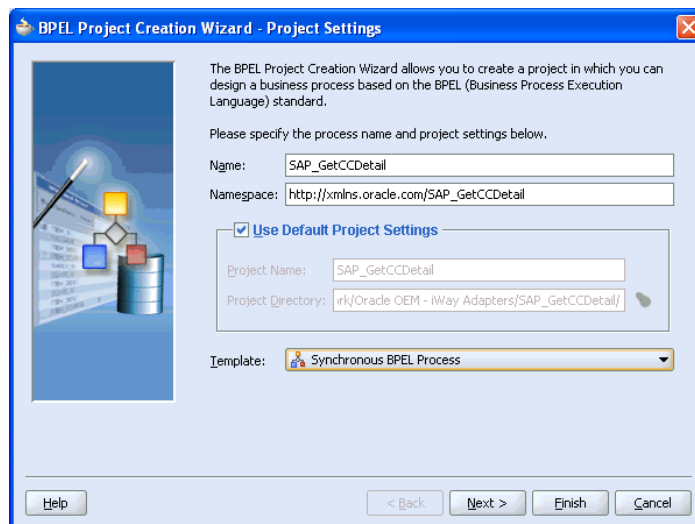 BPEL Project Creation Wizard - Project Settings
The BPEL Project Creation Wizard allows you to create a project in which you can
design a business process based on the BPEL (Business Process Execution
Language) standard.
Please specify the process name and project settings below.
Name: SAP_GetCCDetail
Namespace: http://xmlns.oracle.com/SAP_GetCCDetail
Use Default Project Settings
Project Name: SAP_GetCCDetail
Project Directory: ırk/Oracle OEM - iWay Adapters/SAP_GetCCDetail/
Template: Synchronous BPEL Process
Help < Back Next > Finish Cancel